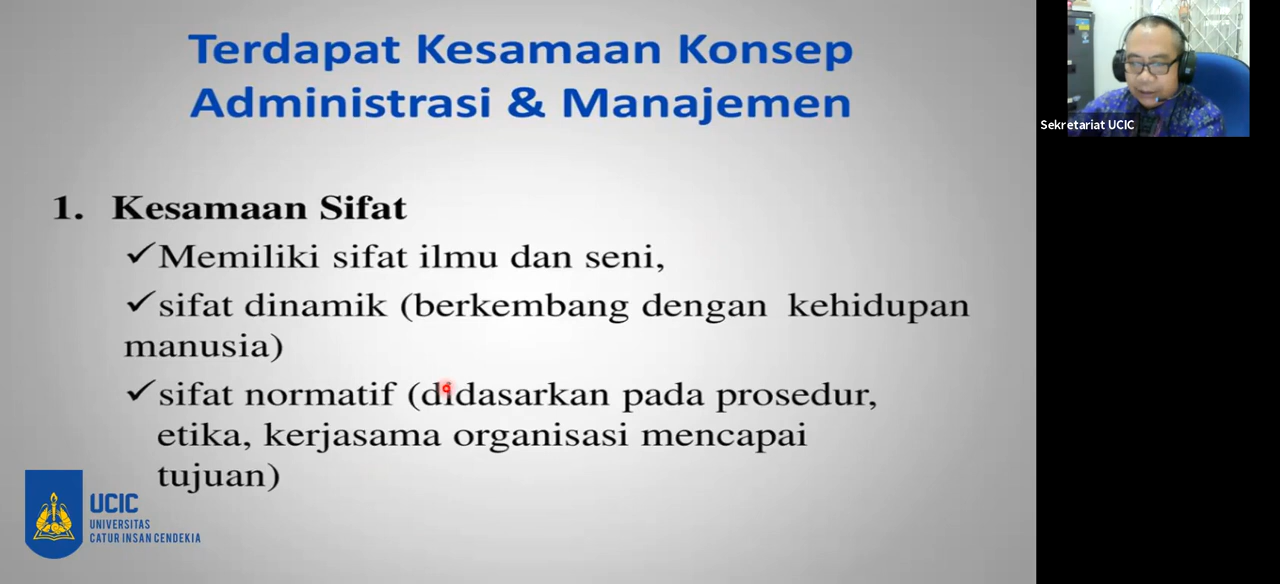 Terdapat Kesamaan Konsep
Administrasi & Manajemen
1. Kesamaan Sifat
✓Memiliki sifat ilmu dan seni,
✓sifat dinamik (berkembang dengan kehidupan
manusia)
✓sifat normatif (didasarkan pada prosedur,
etika, kerjasama organisasi mencapai
tujuan)
UCIC
UNIVERSITAS
CATUR INSAN CENDEKIA
Sekretariat UCIC